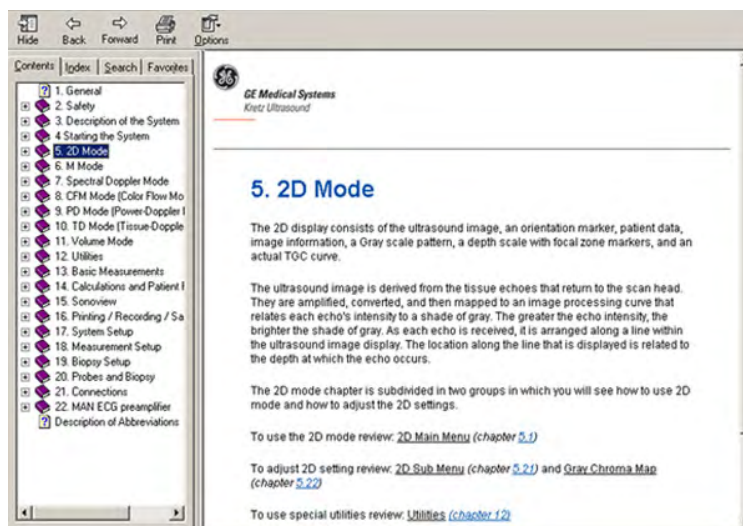 Hide Back Forward Print Options
Contents Index Search Favorites
1. General
2. Safety
3. Description of the System
4 Starting the System
5. 2D Mode
6. M Mode
7. Spectral Doppler Mode
8. CFM Mode (Color Flow Mo
9. PD Mode (Power-Doppler I
10. TD Mode (Tissue-Dopple
11. Volume Mode
12. Utilities
13. Basic Measurements
14. Calculations and Patient F
15. Sonoview
16. Printing / Recording / Sa
17. System Setup
18. Measurement Setup
19. Biopsy Setup
20. Probes and Biopsy
21. Connections
22. MAN ECG preamplifier
Description of Abbreviations
GE Medical Systems
Kretz Ultrasound
5. 2D Mode
The 2D display consists of the ultrasound image, an orientation marker, patient data,
image information, a Gray scale pattern, a depth scale with focal zone markers, and an
actual TGC curve.
The ultrasound image is derived from the tissue echoes that return to the scan head.
They are amplified, converted, and then mapped to an image processing curve that
relates each echo's intensity to a shade of gray. The greater the echo intensity, the
brighter the shade of gray. As each echo is received, it is arranged along a line within
the ultrasound image display. The location along the line that is displayed is related to
the depth at which the echo occurs.
The 2D mode chapter is subdivided in two groups in which you will see how to use 2D
mode and how to adjust the 2D settings.
To use the 2D mode review: 2D Main Menu (chapter 5.1)
To adjust 2D setting review: 2D Sub Menu (chapter 5.21) and Gray Chroma Map
(chapter 5.22)
To use special utilities review: Utilities (chapter 12)